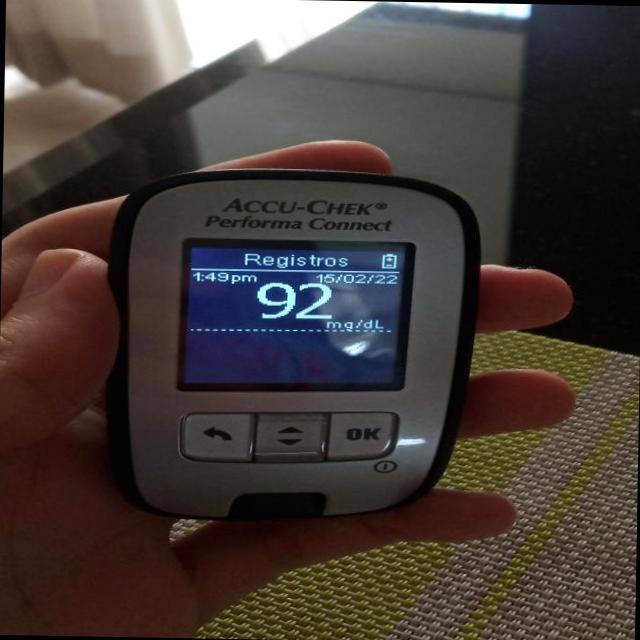 ACCU-CHEK®
Performa Connect
Registros
1:49pm 15/02/22
92
mg/dL
OK